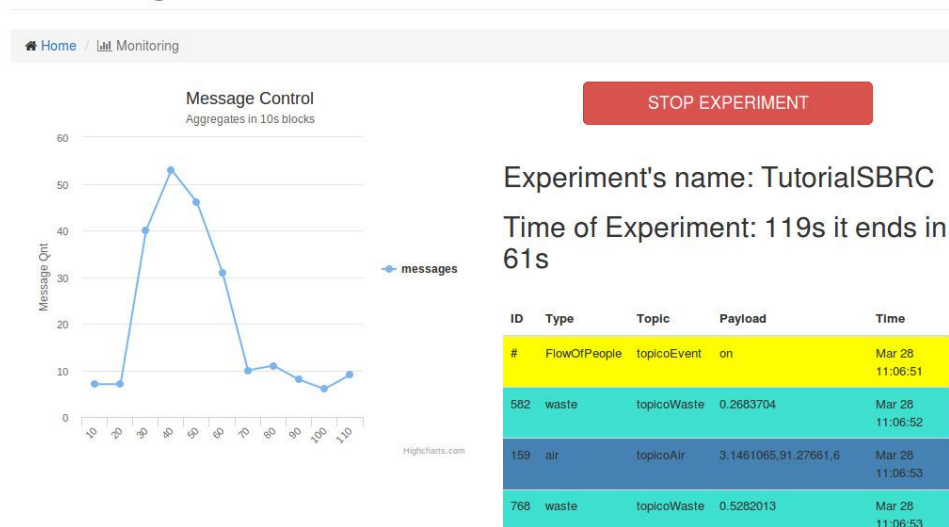 Home / Monitoring
Message Control
Aggregates in 10s blocks
60
50
40
30
20
10
0
Message Qnt
10 20 30 40 50 60 70 80 90 100 110
messages
Highcharts.com
STOP EXPERIMENT
Experiment's name: TutorialSBRC
Time of Experiment: 119s it ends in
61s
ID Type Topic Payload Time
# FlowOfPeople topicoEvent on Mar 28
11:06:51
582 waste topicoWaste 0.2683704 Mar 28
11:06:52
159 air topicoAir 3.1461065,91.27661,6 Mar 28
11:06:53
768 waste topicoWaste 0.5282013 Mar 28
11:06:53